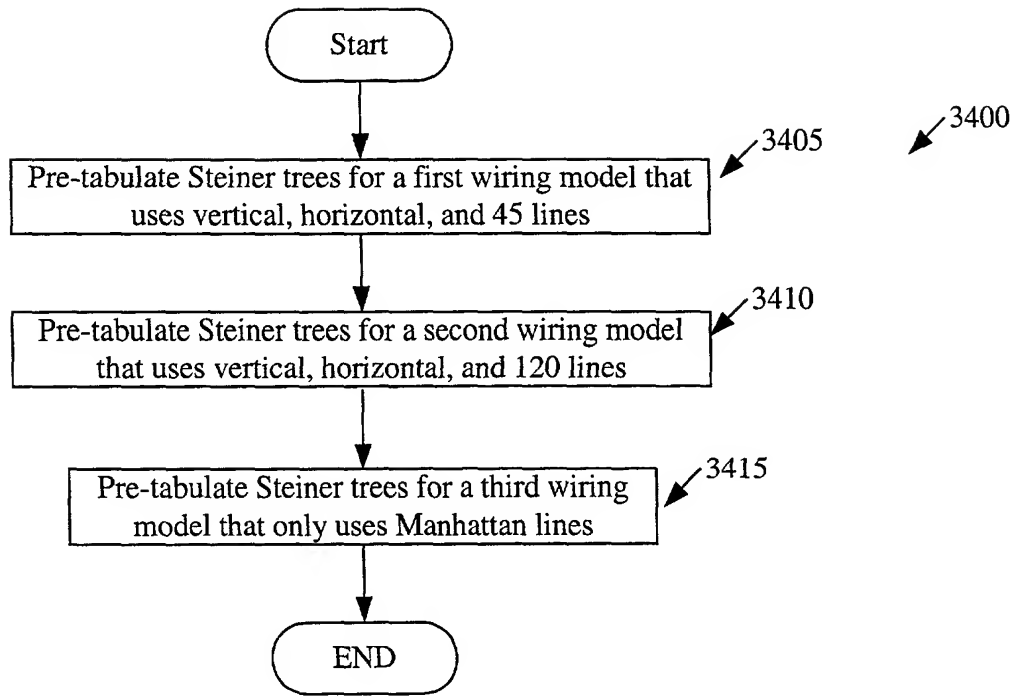 Start
3400
3405
Pre-tabulate Steiner trees for a first wiring model that
uses vertical, horizontal, and 45 lines
3410
Pre-tabulate Steiner trees for a second wiring model
that uses vertical, horizontal, and 120 lines
3415
Pre-tabulate Steiner trees for a third wiring
model that only uses Manhattan lines
END